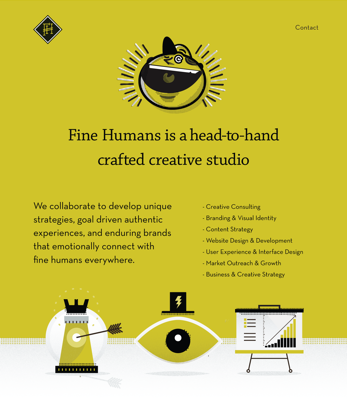 FH
Contact
Fine Humans is a head-to-hand
crafted creative studio
We collaborate to develop unique
strategies, goal driven authentic
experiences, and enduring brands
that emotionally connect with
fine humans everywhere.
- Creative Consulting
- Branding & Visual Identity
- Content Strategy
- Website Design & Development
- User Experience & Interface Design
- Market Outreach & Growth
- Business & Creative Strategy